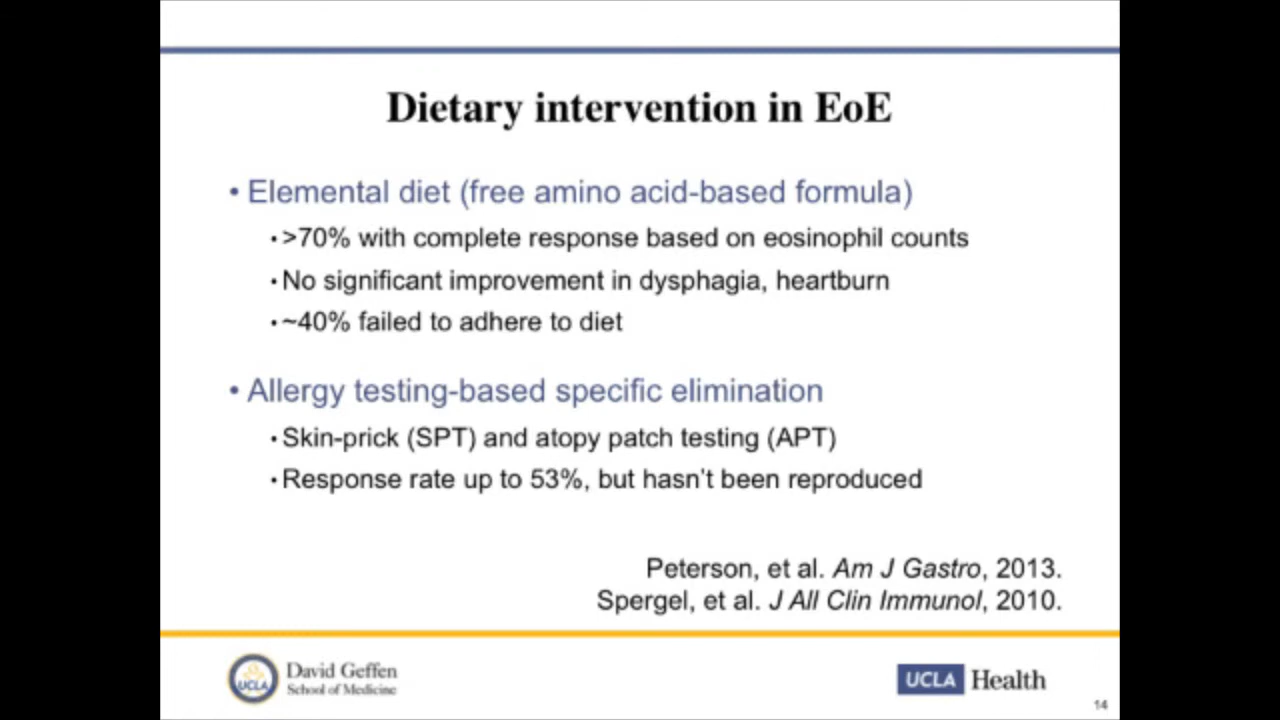 Dietary intervention in EoE
• Elemental diet (free amino acid-based formula)
• >70% with complete response based on eosinophil counts
• No significant improvement in dysphagia, heartburn
• ~40% failed to adhere to diet
• Allergy testing-based specific elimination
• Skin-prick (SPT) and atopy patch testing (APT)
• Response rate up to 53%, but hasn't been reproduced
Peterson, et al. Am J Gastro, 2013.
Spergel, et al. J All Clin Immunol, 2010.
UCLA
David Geffen
School of Medicine
UCLA Health
14